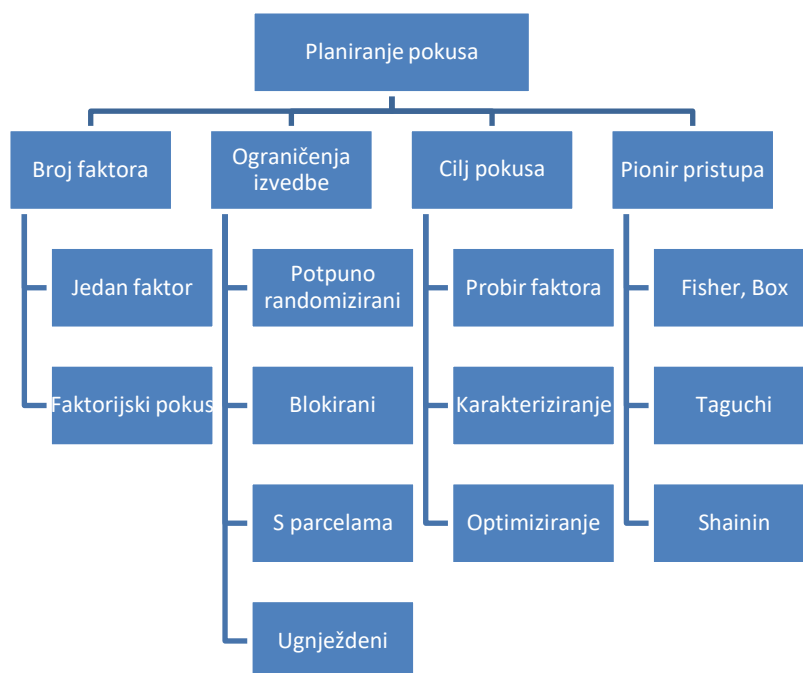 Planiranje pokusa
Broj faktora
Jedan faktor
Faktorijski pokus
Ograničenja
izvedbe
Potpuno
randomizirani
Blokirani
S parcelama
Ugnježdeni
Cilj pokusa
Probir faktora
Karakteriziranje
Optimiziranje
Pionir pristupa
Fisher, Box
Taguchi
Shainin